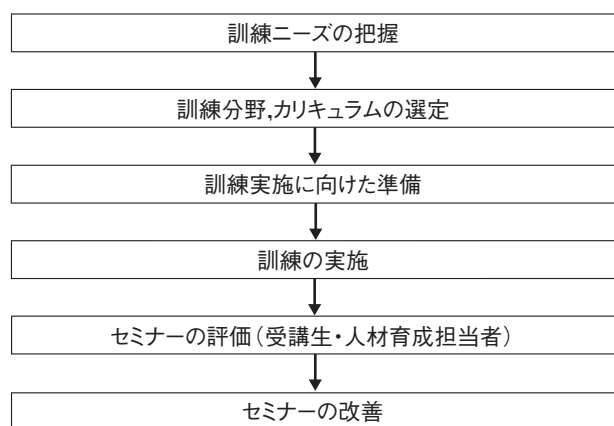 訓練ニーズの把握
訓練分野,カリキュラムの選定
訓練実施に向けた準備
訓練の実施
セミナーの評価(受講生・人材育成担当者)
セミナーの改善